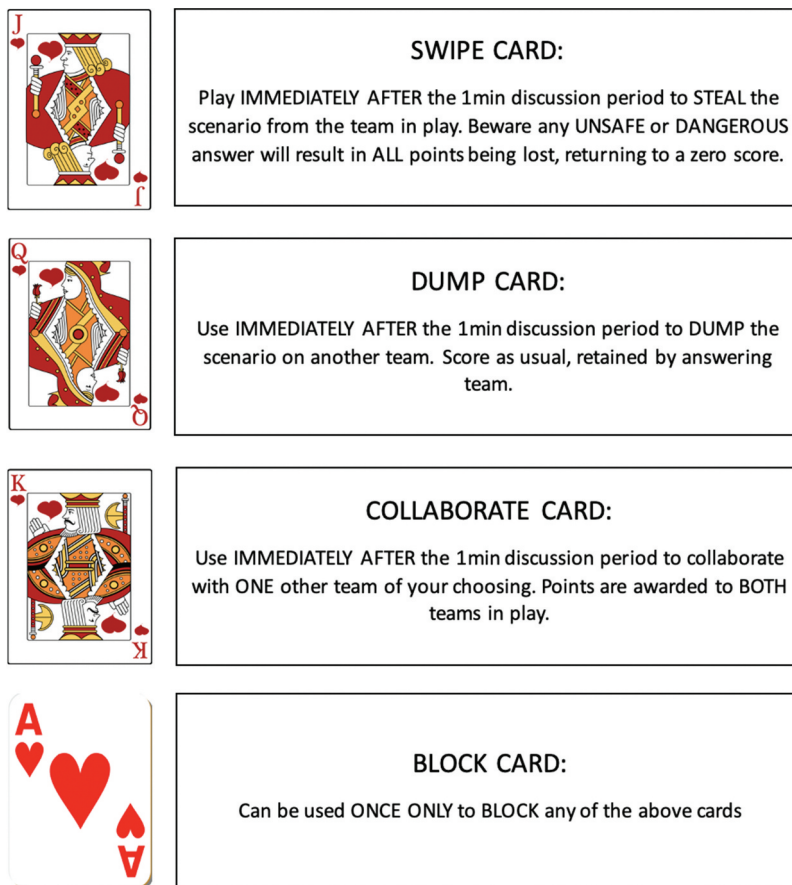 J
SWIPE CARD:
Play IMMEDIATELY AFTER the 1min discussion period to STEAL the
scenario from the team in play. Beware any UNSAFE or DANGEROUS
answer will result in ALL points being lost, returning to a zero score.
J
Q
DUMP CARD:
Use IMMEDIATELY AFTER the 1min discussion period to DUMP the
scenario on another team. Score as usual, retained by answering
team.
Q
K
COLLABORATE CARD:
Use IMMEDIATELY AFTER the 1min discussion period to collaborate
with ONE other team of your choosing. Points are awarded to BOTH
teams in play.
K
A
BLOCK CARD:
Can be used ONCE ONLY to BLOCK any of the above cards
A